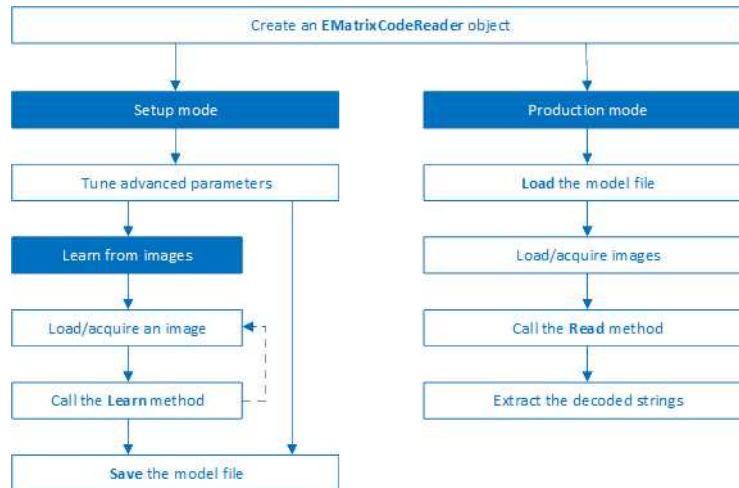 Create an EMatrixCodeReader object
Setup mode
Tune advanced parameters
Learn from images
Load/acquire an image
Call the Learn method
Save the model file
Production mode
Load the model file
Load/acquire images
Call the Read method
Extract the decoded strings